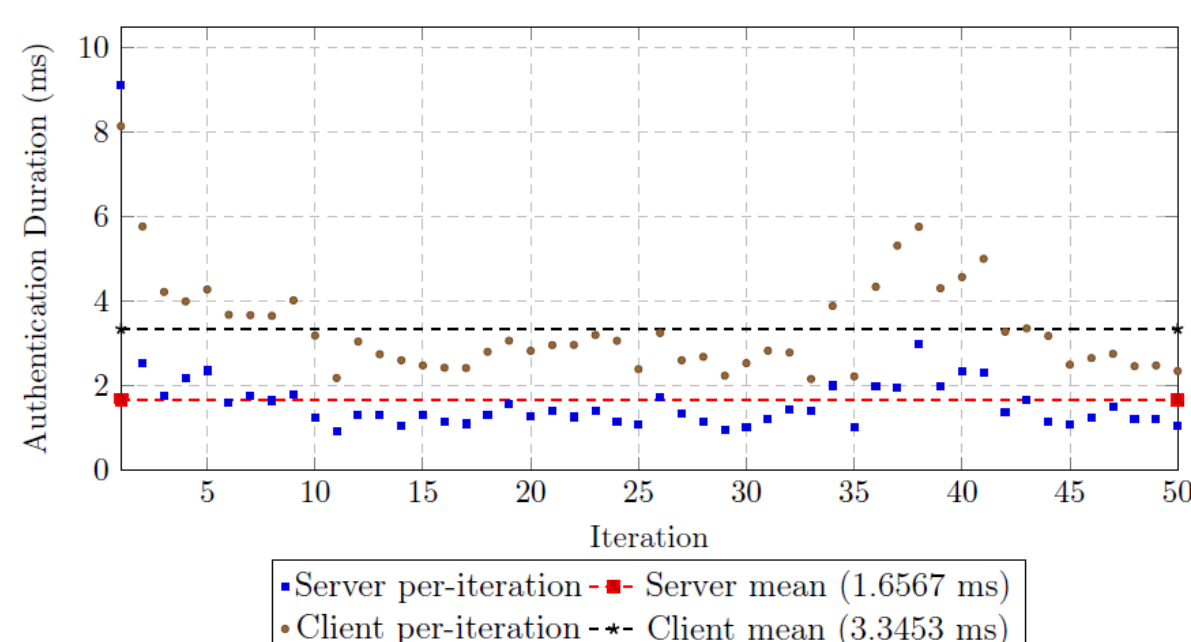 Authentication Duration (ms)
10
8
6
4
2
0
5 10 15 20 25 30 35 40 45 50
Iteration
Server per-iteration Server mean (1.6567 ms)
Client per-iteration Client mean (3.3453 ms)